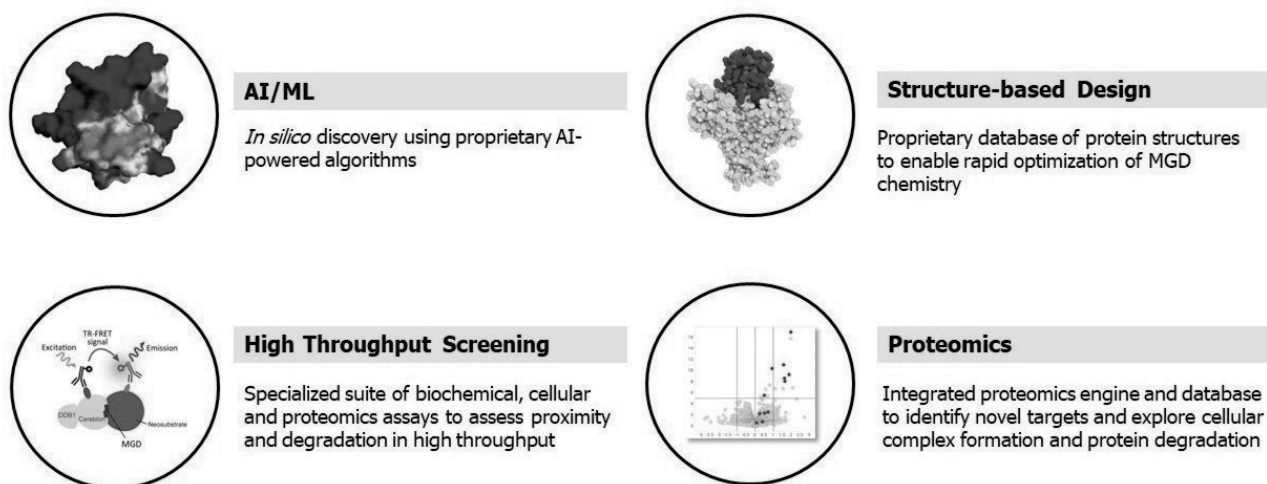 AI/ML
In silico discovery using proprietary AI-
powered algorithms
Structure-based Design
Proprietary database of protein structures
to enable rapid optimization of MGD
chemistry
TR-FRET
signal
Excitation
Emission
DDB1
Cereblon
Neosubstrate
MGD
High Throughput Screening
Specialized suite of biochemical, cellular
and proteomics assays to assess proximity
and degradation in high throughput
Proteomics
Integrated proteomics engine and database
to identify novel targets and explore cellular
complex formation and protein degradation